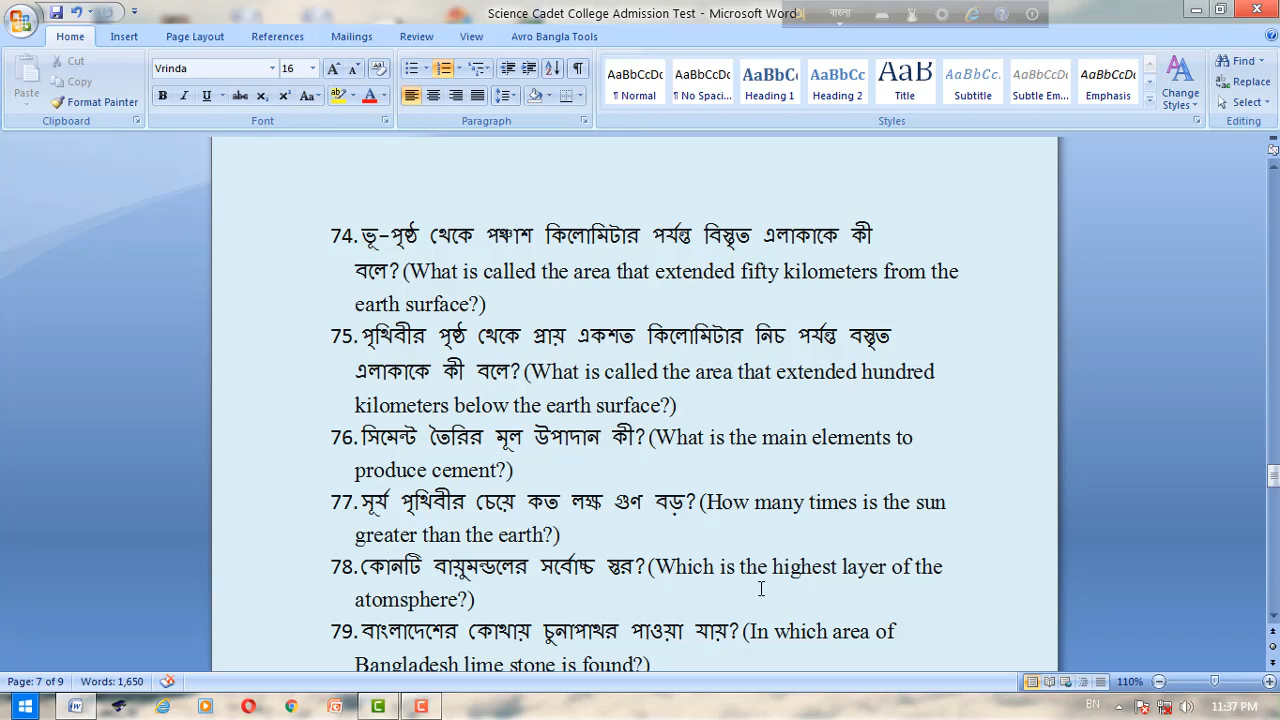 Science Cadet College Admission Test - Microsoft Word
বাংলা
Home Insert Page Layout References Mailings Review View Avro Bangla Tools
Paste Cut Copy Format Painter Clipboard
Vrinda 16 Font
Paragraph
AaBbCcDc ¶ Normal AaBbCcDc ¶ No Spaci... AaBbCc Heading 1 AaBbCc Heading 2 AaB Title AaBbCc. Subtitle AaBbCcDc Subtle Em... AaBbCcDc Emphasis Change Styles Styles
Find Replace Select Editing
74. ভূ-পৃষ্ঠ থেকে পঞ্চাশ কিলোমিটার পর্যন্ত বিস্তৃত এলাকাকে কী
বলে?(What is called the area that extended fifty kilometers from the
earth surface?)
75. পৃথিবীর পৃষ্ঠ থেকে প্রায় একশত কিলোমিটার নিচ পর্যন্ত বস্তৃত
এলাকাকে কী বলে?(What is called the area that extended hundred
kilometers below the earth surface?)
76. সিমেন্ট তৈরির মূল উপাদান কী?(What is the main elements to
produce cement?)
77. সূর্য পৃথিবীর চেয়ে কত লক্ষ গুণ বড়?(How many times is the sun
greater than the earth?)
78. কোনটি বায়ুমন্ডলের সর্বোচ্চ স্তর?(Which is the highest layer of the
atomsphere?)
79. বাংলাদেশের কোথায় চুনাপাথর পাওয়া যায়?(In which area of
Bangladesh lime stone is found?)
Page: 7 of 9 Words: 1,650 110%
BN 11:37 PM